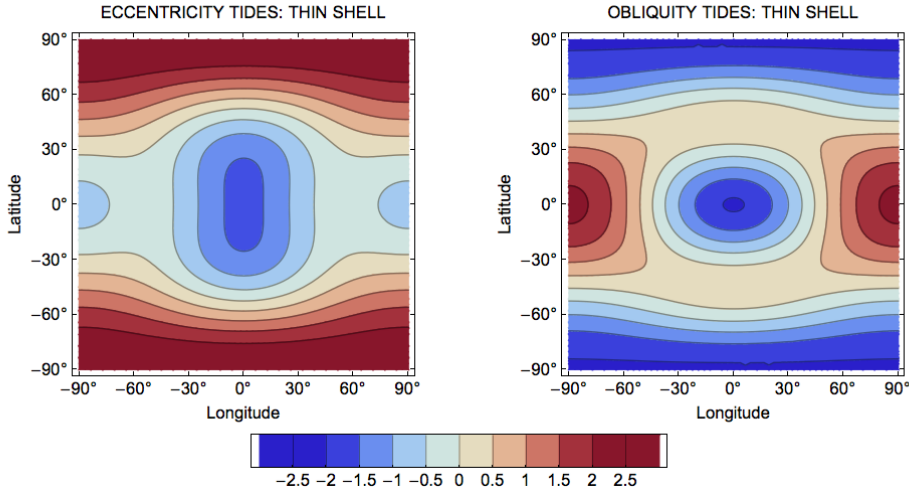 ECCENTRICITY TIDES: THIN SHELL
90°
60°
30°
0°
−30°
−60°
−90°
Latitude
−90° −60° −30° 0° 30° 60° 90°
Longitude
OBLIQUITY TIDES: THIN SHELL
90°
60°
30°
0°
−30°
−60°
−90°
Latitude
−90° −60° −30° 0° 30° 60° 90°
Longitude
−2.5 −2 −1.5 −1 −0.5 0 0.5 1 1.5 2 2.5